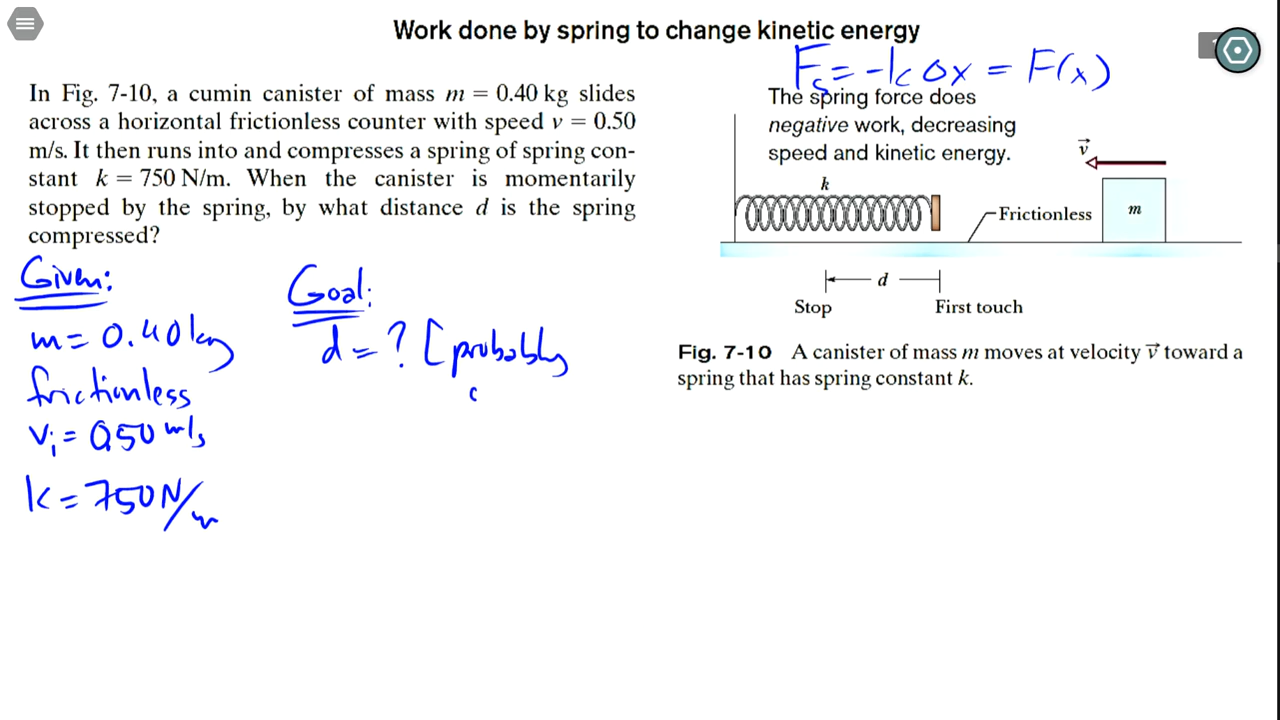 Work done by spring to change kinetic energy
In Fig. 7-10, a cumin canister of mass m = 0.40 kg slides
across a horizontal frictionless counter with speed v = 0.50
m/s. It then runs into and compresses a spring of spring con-
stant k = 750 N/m. When the canister is momentarily
stopped by the spring, by what distance d is the spring
compressed?
Given:
m = 0.40 kg
frictionless
vi = 0.50 m/s
k = 750 N/m
Goal:
d = ? [probably
Fs = -k Δx = F(x)
The spring force does
negative work, decreasing
speed and kinetic energy.
v
k
Frictionless
m
d
Stop
First touch
Fig. 7-10 A canister of mass m moves at velocity v⃗ toward a
spring that has spring constant k.